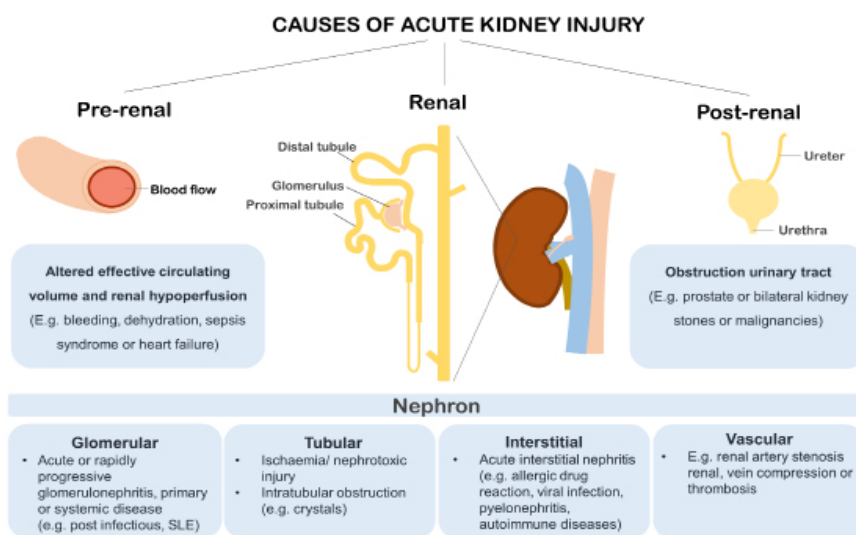 CAUSES OF ACUTE KIDNEY INJURY
Pre-renal
Blood flow
Altered effective circulating
volume and renal hypoperfusion
(E.g. bleeding, dehydration, sepsis
syndrome or heart failure)
Renal
Distal tubule
Glomerulus
Proximal tubule
Post-renal
Ureter
Urethra
Obstruction urinary tract
(E.g. prostate or bilateral kidney
stones or malignancies)
Nephron
Glomerular
• Acute or rapidly
progressive
glomerulonephritis, primary
or systemic disease
(e.g. post infectious, SLE)
Tubular
• Ischaemia/ nephrotoxic
injury
• Intratubular obstruction
(e.g. crystals)
Interstitial
• Acute interstitial nephritis
(e.g. allergic drug
reaction, viral infection,
pyelonephritis,
autoimmune diseases)
Vascular
• E.g. renal artery stenosis
renal, vein compression or
thrombosis